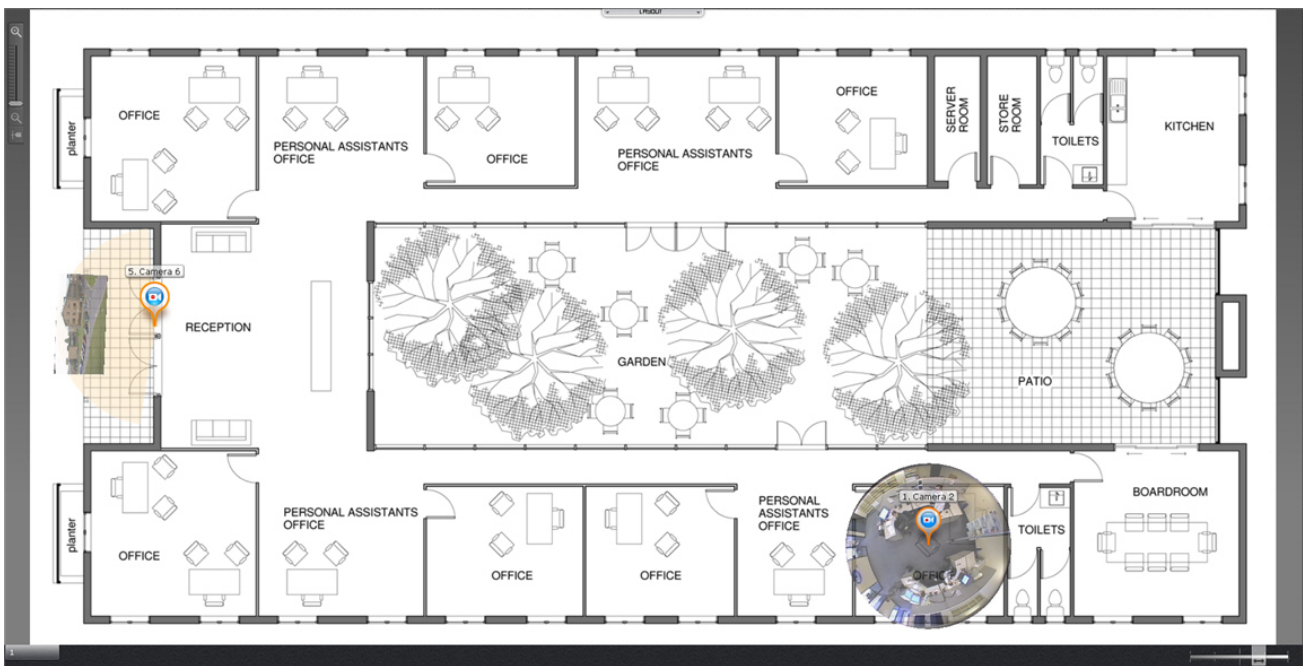 LAYOUT
OFFICE
PERSONAL ASSISTANTS
OFFICE
OFFICE
PERSONAL ASSISTANTS
OFFICE
OFFICE
SERVER
ROOM
STORE
ROOM
TOILETS
KITCHEN
planter
5. Camera 6
RECEPTION
GARDEN
PATIO
planter
OFFICE
PERSONAL ASSISTANTS
OFFICE
OFFICE
OFFICE
PERSONAL
ASSISTANTS
OFFICE
1. Camera 2
OFFICE
TOILETS
BOARDROOM
1